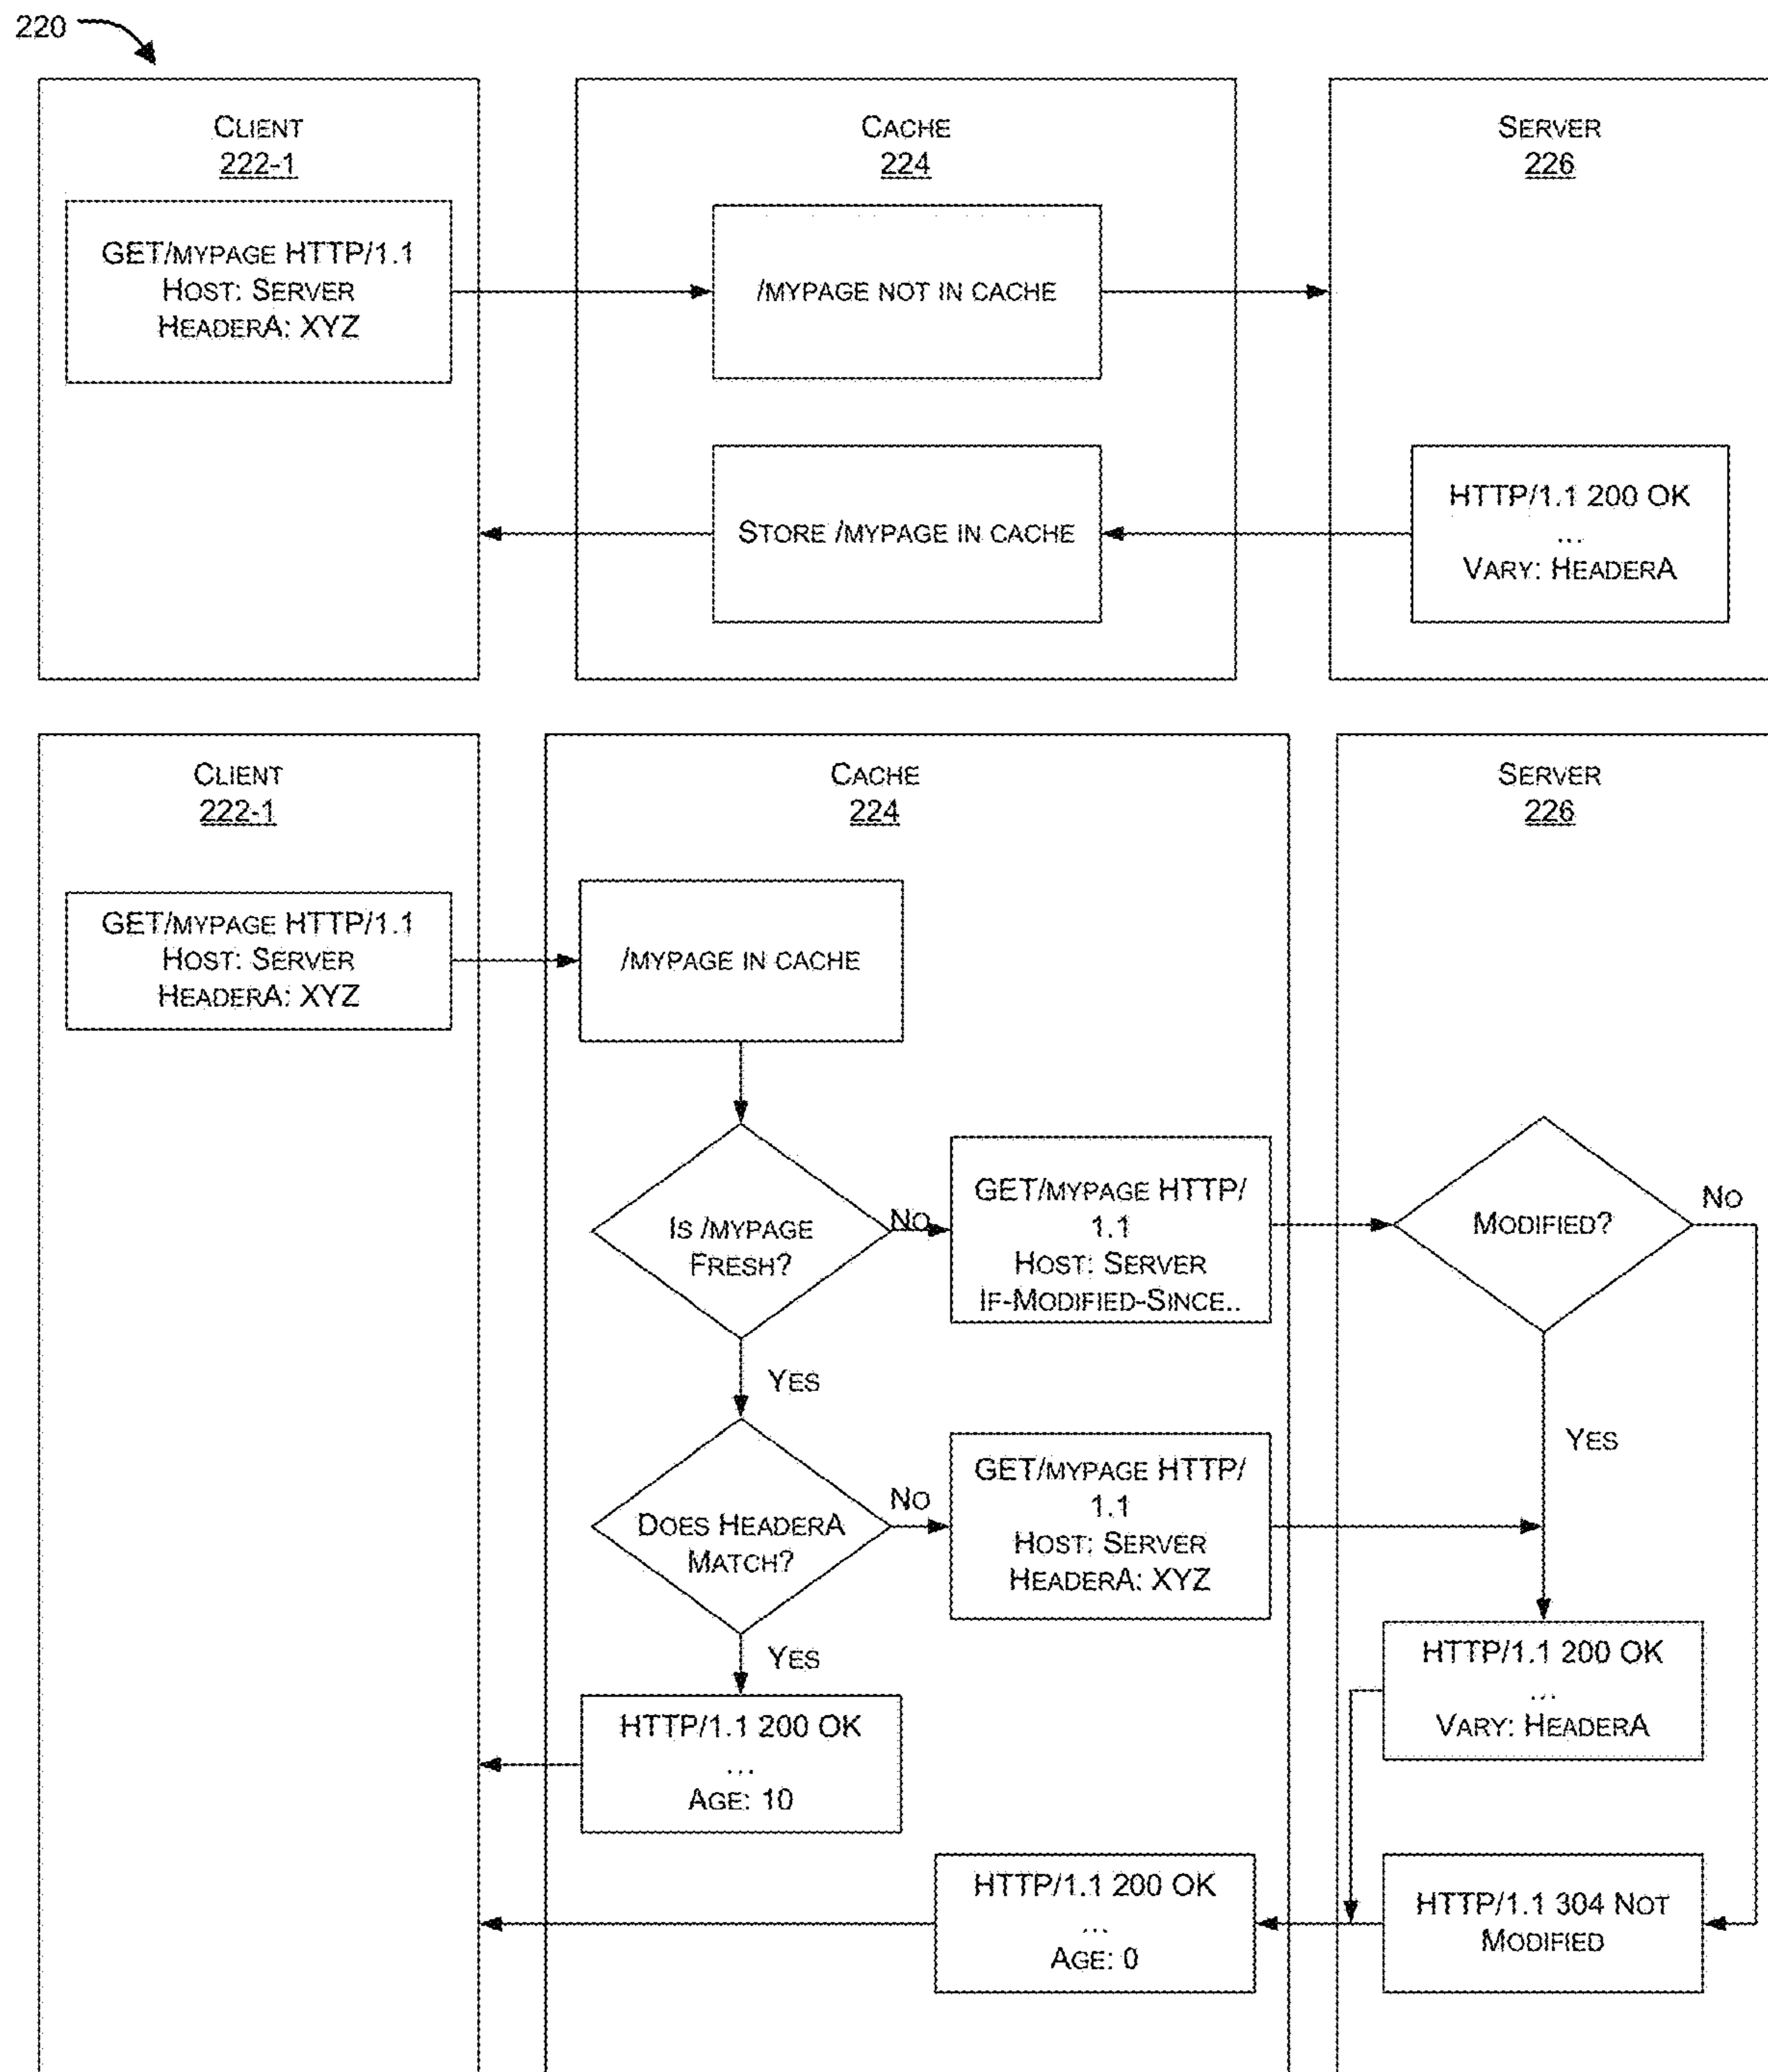 220
CLIENT
222-1
CACHE
224
SERVER
226
GET/MYPAGE HTTP/1.1
HOST: SERVER
HEADERA: XYZ
/MYPAGE NOT IN CACHE
STORE /MYPAGE IN CACHE
HTTP/1.1 200 OK
...
VARY: HEADERA
CLIENT
222-1
CACHE
224
SERVER
226
GET/MYPAGE HTTP/1.1
HOST: SERVER
HEADERA: XYZ
/MYPAGE IN CACHE
IS /MYPAGE
FRESH?
NO
GET/MYPAGE HTTP/
1.1
HOST: SERVER
IF-MODIFIED-SINCE..
MODIFIED?
NO
YES
YES
DOES HEADERA
MATCH?
NO
GET/MYPAGE HTTP/
1.1
HOST: SERVER
HEADERA: XYZ
YES
HTTP/1.1 200 OK
...
AGE: 10
HTTP/1.1 200 OK
...
VARY: HEADERA
HTTP/1.1 200 OK
...
AGE: 0
HTTP/1.1 304 NOT
MODIFIED